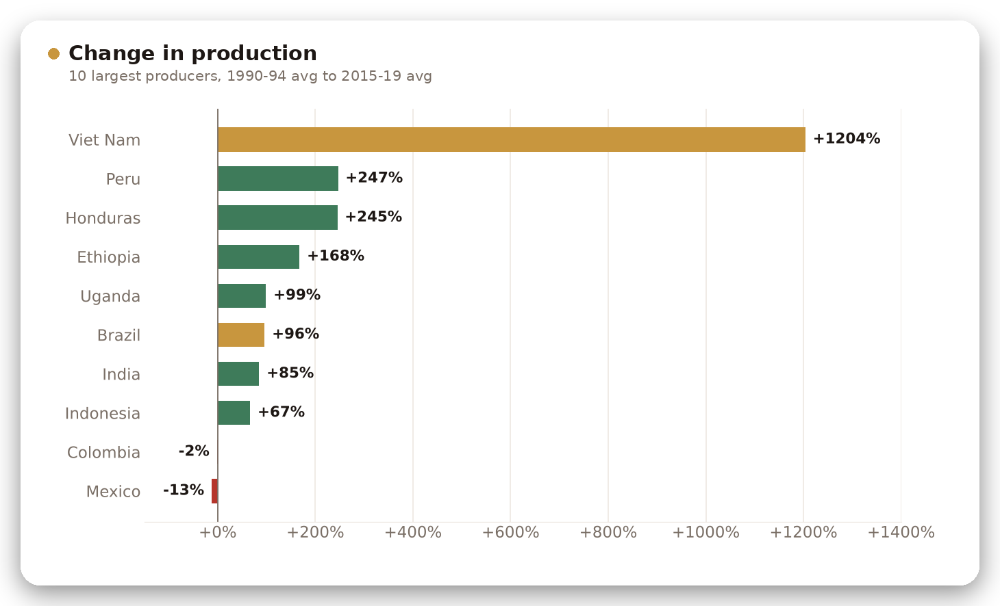 Change in production
10 largest producers, 1990-94 avg to 2015-19 avg
Viet Nam +1204%
Peru +247%
Honduras +245%
Ethiopia +168%
Uganda +99%
Brazil +96%
India +85%
Indonesia +67%
Colombia -2%
Mexico -13%
+0% +200% +400% +600% +800% +1000% +1200% +1400%